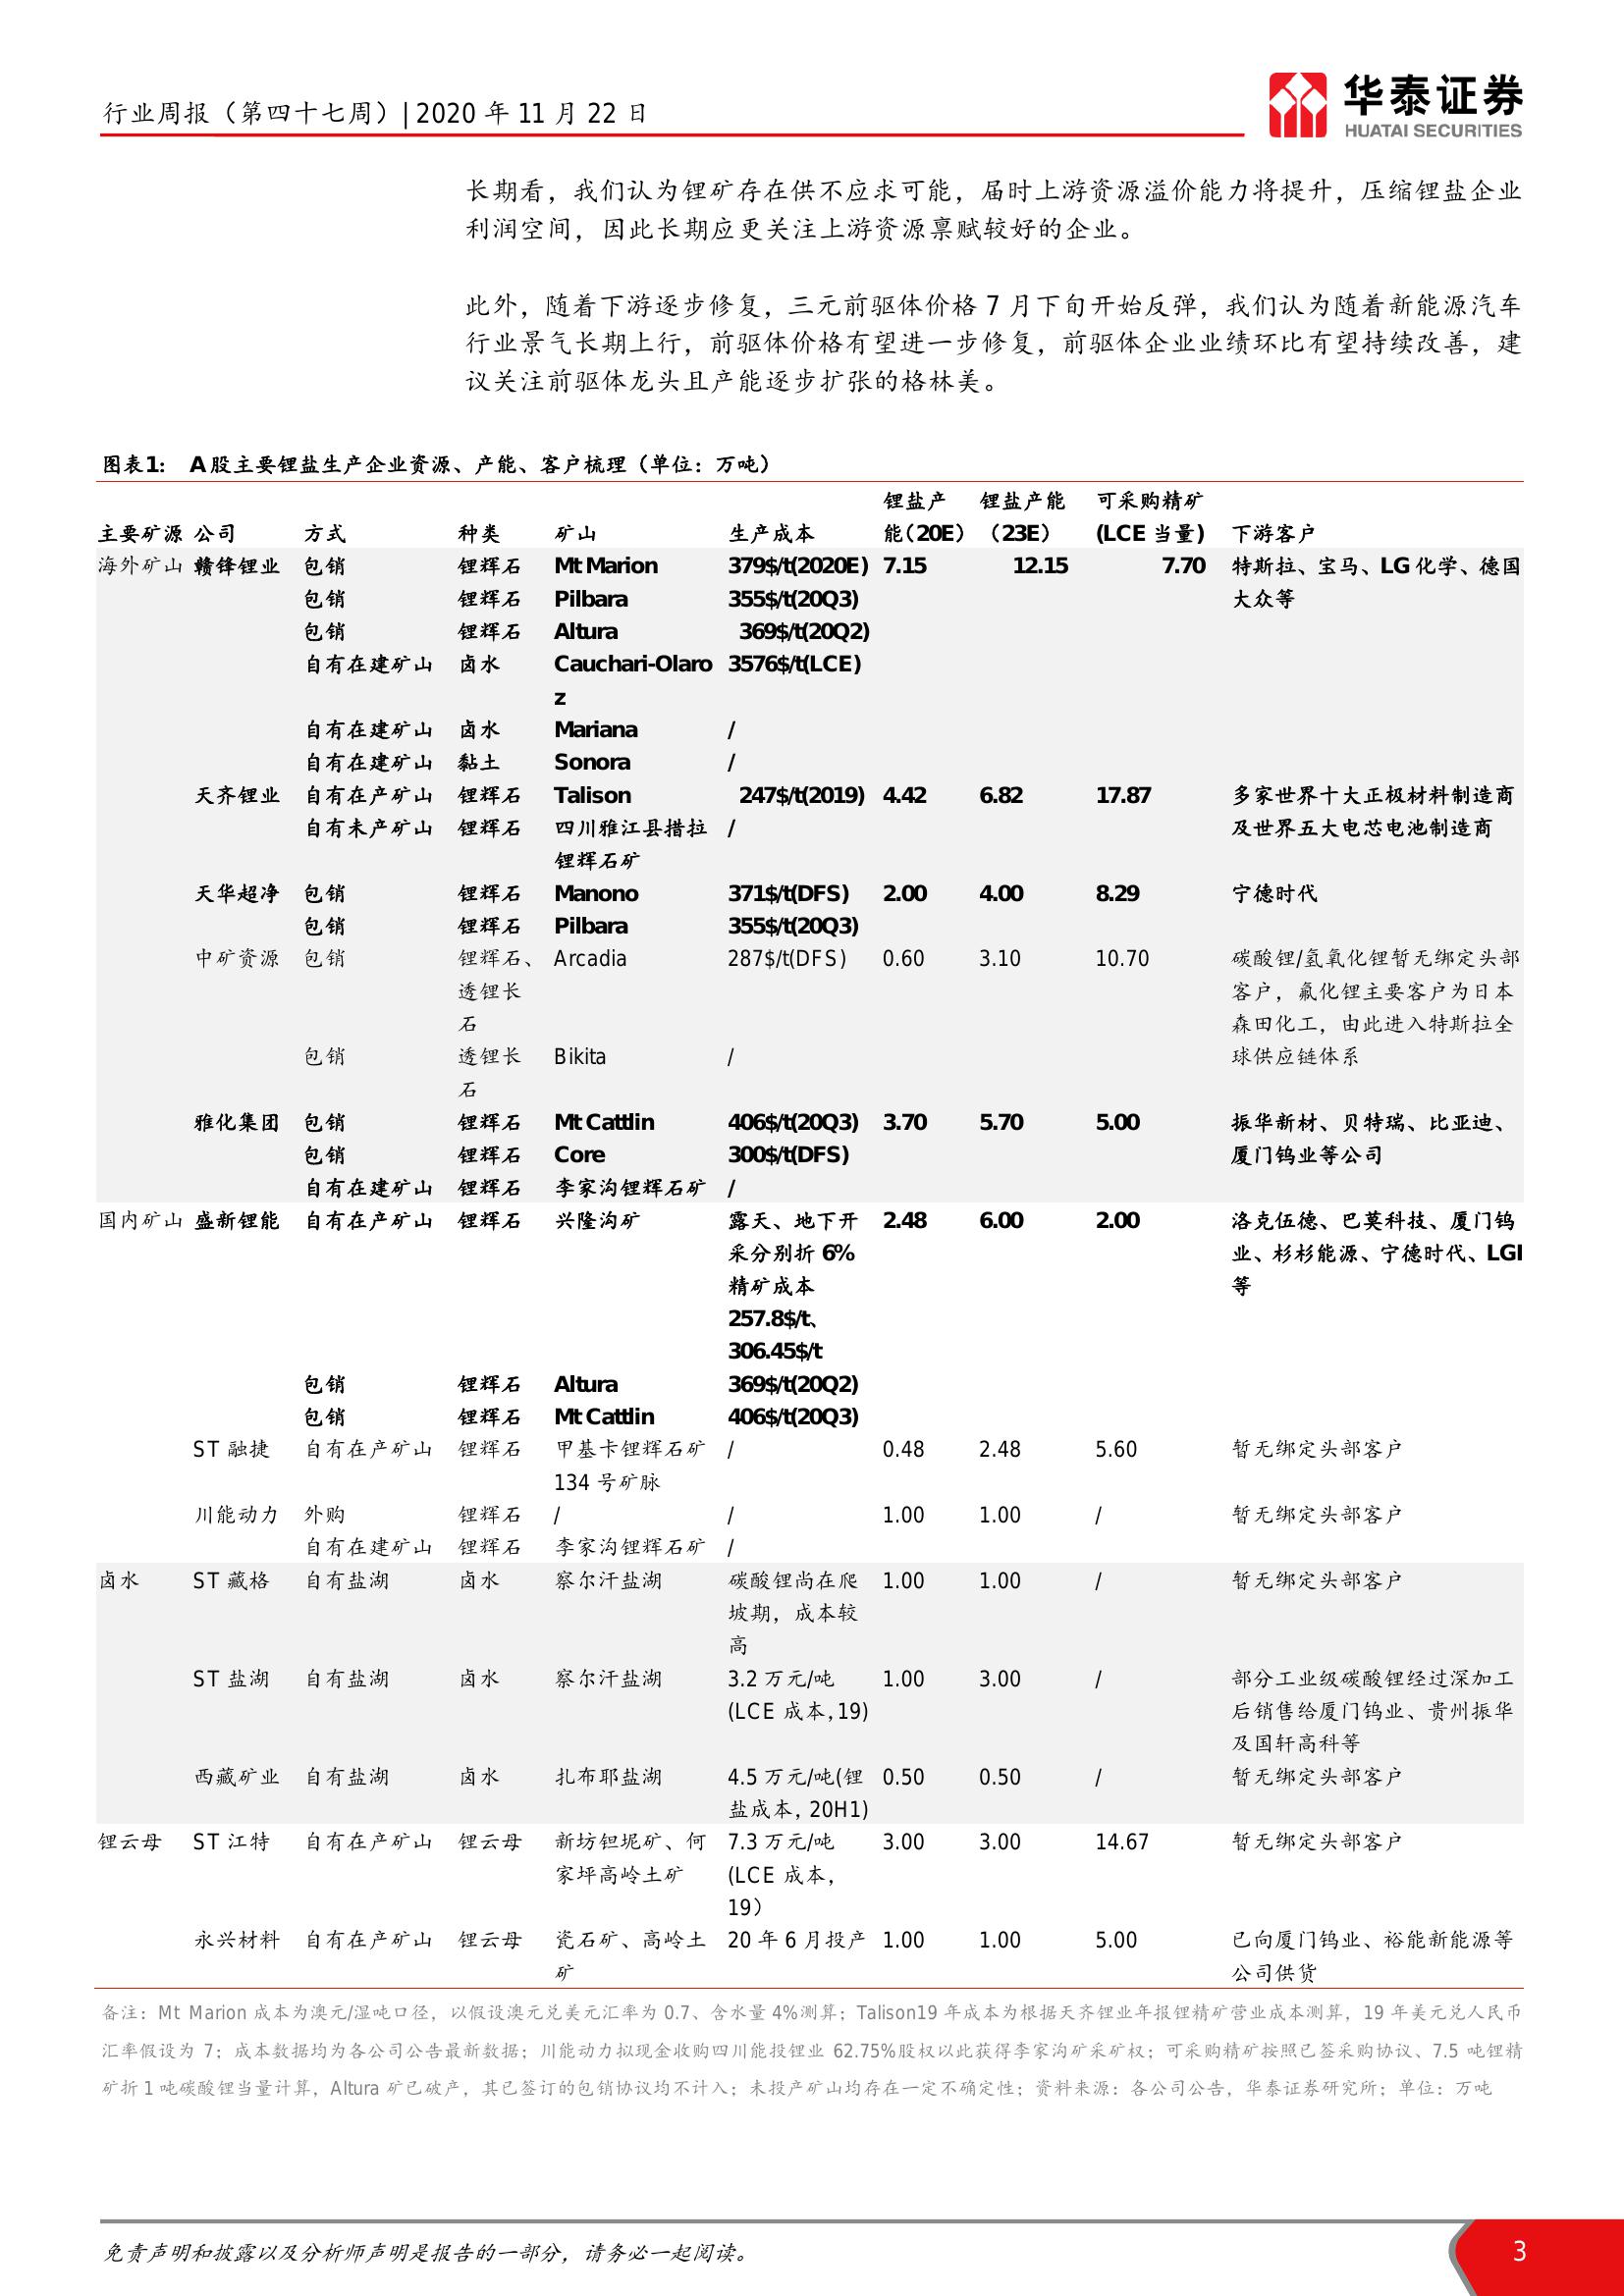 行业周报（第四十七周）| 2020 年 11 月 22 日
华泰证券
HUATAI SECURITIES
长期看，我们认为锂矿存在供不应求可能，届时上游资源溢价能力将提升，压缩锂盐企业
利润空间，因此长期应更关注上游资源禀赋较好的企业。
此外，随着下游逐步修复，三元前驱体价格 7 月下旬开始反弹，我们认为随着新能源汽车
行业景气长期上行，前驱体价格有望进一步修复，前驱体企业业绩环比有望持续改善，建
议关注前驱体龙头且产能逐步扩张的格林美。
图表1： A 股主要锂盐生产企业资源、产能、客户梳理（单位：万吨）
锂盐产 锂盐产能 可采购精矿
主要矿源 公司 方式 种类 矿山 生产成本 能（20E） （23E） (LCE 当量) 下游客户
海外矿山 赣锋锂业 包销 锂辉石 Mt Marion 379$/t(2020E) 7.15 12.15 7.70 特斯拉、宝马、LG 化学、德国
包销 锂辉石 Pilbara 355$/t(20Q3) 大众等
包销 锂辉石 Altura 369$/t(20Q2)
自有在建矿山 卤水 Cauchari-Olaro 3576$/t(LCE)
z
自有在建矿山 卤水 Mariana /
自有在建矿山 黏土 Sonora /
天齐锂业 自有在产矿山 锂辉石 Talison 247$/t(2019) 4.42 6.82 17.87 多家世界十大正极材料制造商
自有未产矿山 锂辉石 四川雅江县措拉 / 及世界五大电芯电池制造商
锂辉石矿
天华超净 包销 锂辉石 Manono 371$/t(DFS) 2.00 4.00 8.29 宁德时代
包销 锂辉石 Pilbara 355$/t(20Q3)
中矿资源 包销 锂辉石、 Arcadia 287$/t(DFS) 0.60 3.10 10.70 碳酸锂/氢氧化锂暂无绑定头部
透锂长 客户，氟化锂主要客户为日本
石 森田化工，由此进入特斯拉全
包销 透锂长 Bikita / 球供应链体系
石
雅化集团 包销 锂辉石 Mt Cattlin 406$/t(20Q3) 3.70 5.70 5.00 振华新材、贝特瑞、比亚迪、
包销 锂辉石 Core 300$/t(DFS) 厦门钨业等公司
自有在建矿山 锂辉石 李家沟锂辉石矿 /
国内矿山 盛新锂能 自有在产矿山 锂辉石 兴隆沟矿 露天、地下开 2.48 6.00 2.00 洛克伍德、巴莫科技、厦门钨
采分别折 6% 业、杉杉能源、宁德时代、LGI
精矿成本 等
257.8$/t、
306.45$/t
包销 锂辉石 Altura 369$/t(20Q2)
包销 锂辉石 Mt Cattlin 406$/t(20Q3)
ST 融捷 自有在产矿山 锂辉石 甲基卡锂辉石矿 / 0.48 2.48 5.60 暂无绑定头部客户
134 号矿脉
川能动力 外购 锂辉石 / / 1.00 1.00 / 暂无绑定头部客户
自有在建矿山 锂辉石 李家沟锂辉石矿 /
卤水 ST 藏格 自有盐湖 卤水 察尔汗盐湖 碳酸锂尚在爬 1.00 1.00 / 暂无绑定头部客户
坡期，成本较
高
ST 盐湖 自有盐湖 卤水 察尔汗盐湖 3.2 万元/吨 1.00 3.00 / 部分工业级碳酸锂经过深加工
(LCE 成本,19) 后销售给厦门钨业、贵州振华
及国轩高科等
西藏矿业 自有盐湖 卤水 扎布耶盐湖 4.5 万元/吨(锂 0.50 0.50 / 暂无绑定头部客户
盐成本，20H1)
锂云母 ST 江特 自有在产矿山 锂云母 新坊钽坭矿、何 7.3 万元/吨 3.00 3.00 14.67 暂无绑定头部客户
家坪高岭土矿 (LCE 成本，
19）
永兴材料 自有在产矿山 锂云母 瓷石矿、高岭土 20 年 6 月投产 1.00 1.00 5.00 已向厦门钨业、裕能新能源等
矿 公司供货
备注：Mt Marion 成本为澳元/湿吨口径，以假设澳元兑美元汇率为 0.7、含水量 4%测算；Talison19 年成本为根据天齐锂业年报锂精矿营业成本测算，19 年美元兑人民币
汇率假设为 7；成本数据均为各公司公告最新数据；川能动力拟现金收购四川能投锂业 62.75%股权以此获得李家沟矿采矿权；可采购精矿按照已签采购协议、7.5 吨锂精
矿折 1 吨碳酸锂当量计算，Altura 矿已破产，其已签订的包销协议均不计入；未投产矿山均存在一定不确定性；资料来源：各公司公告，华泰证券研究所；单位：万吨
免责声明和披露以及分析师声明是报告的一部分，请务必一起阅读。
3